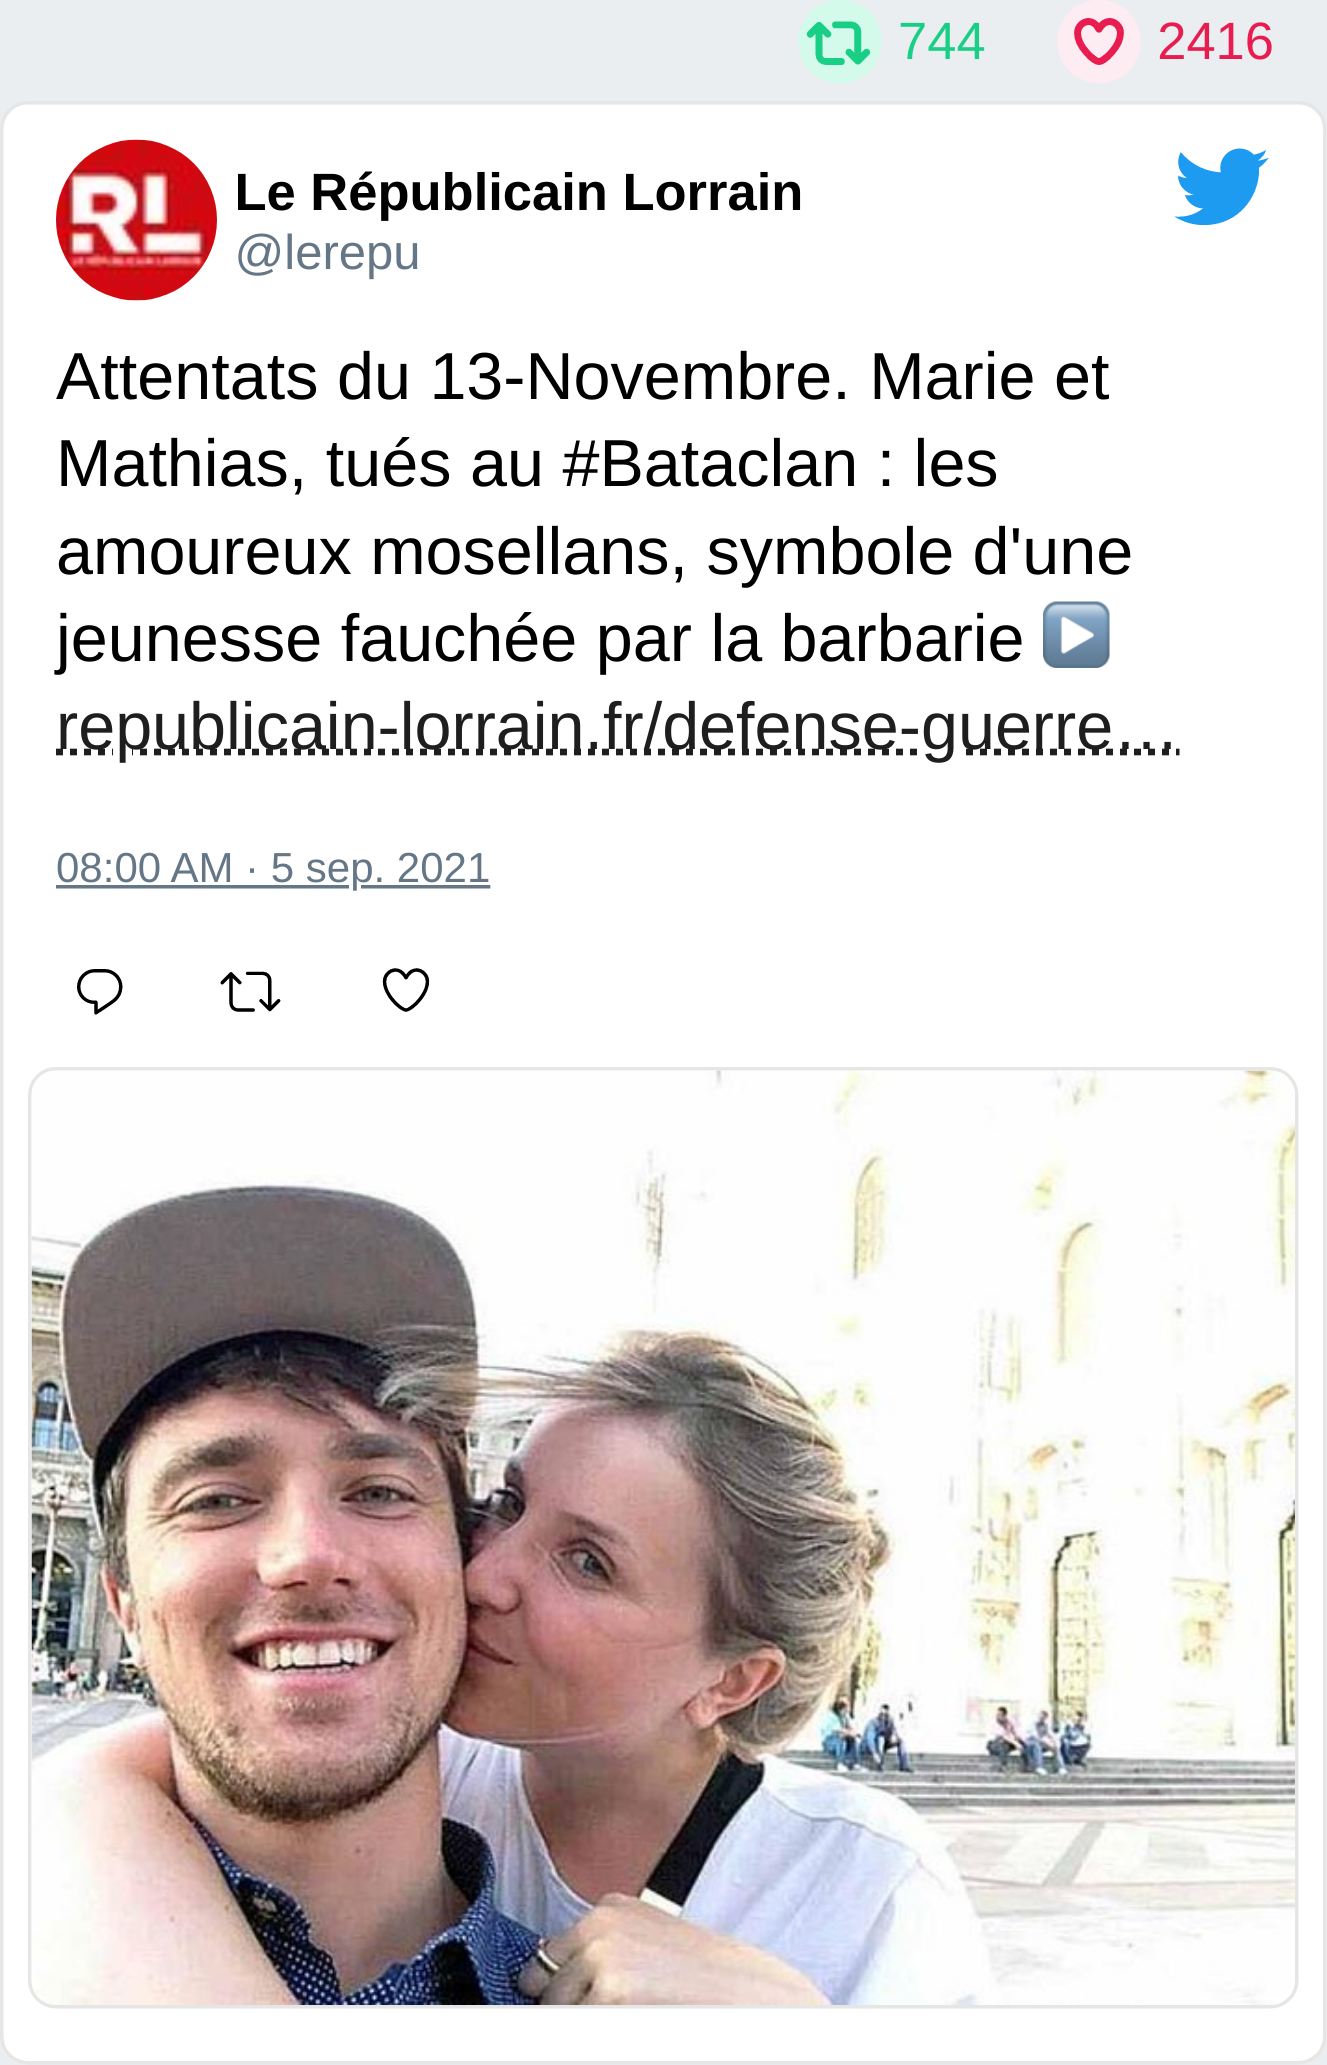 744 2416
RL
Le Républicain Lorrain
@lerepu
Attentats du 13-Novembre. Marie et
Mathias, tués au #Bataclan : les
amoureux mosellans, symbole d'une
jeunesse fauchée par la barbarie ▶️
republicain-lorrain.fr/defense-guerre…
08:00 AM · 5 sep. 2021